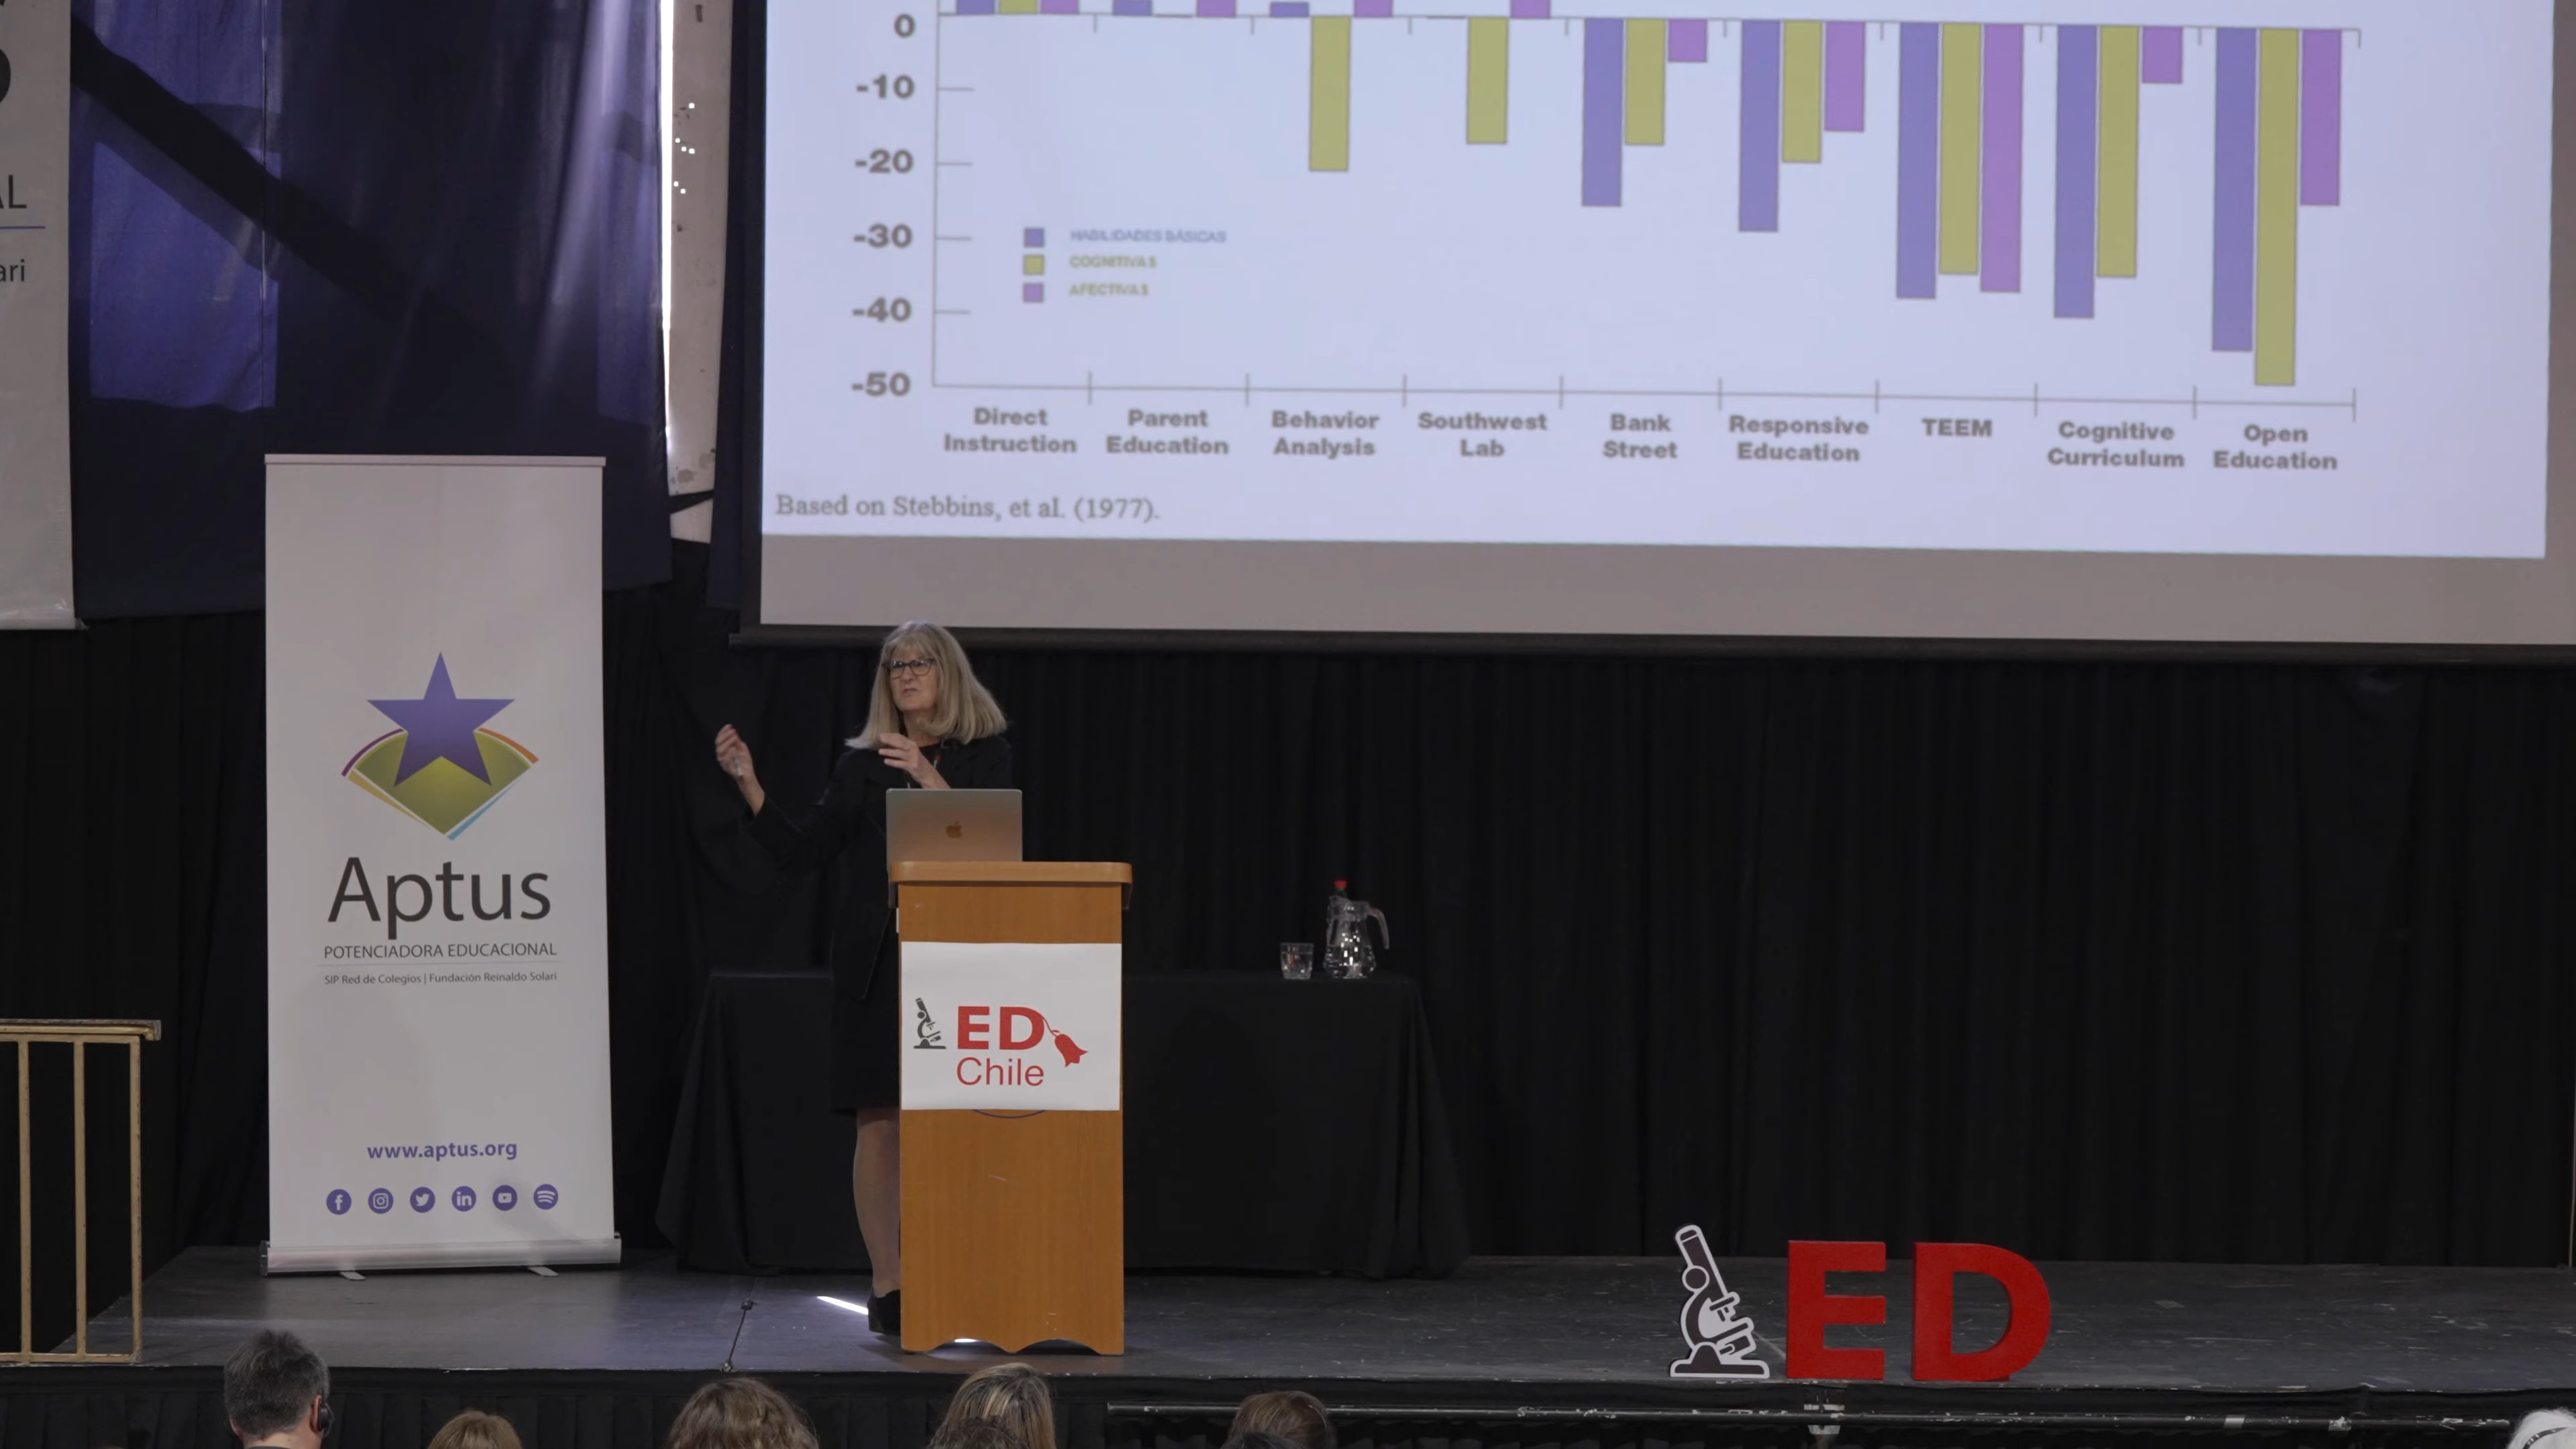 AL
ari
0
-10
-20
-30
-40
-50
HABILIDADES BÁSICAS
COGNITIVAS
AFECTIVAS
Direct Instruction
Parent Education
Behavior Analysis
Southwest Lab
Bank Street
Responsive Education
TEEM
Cognitive Curriculum
Open Education
Based on Stebbins, et al. (1977).
Aptus
POTENCIADORA EDUCACIONAL
SIP Red de Colegios | Fundación Reinaldo Solari
www.aptus.org
ED
Chile
ED